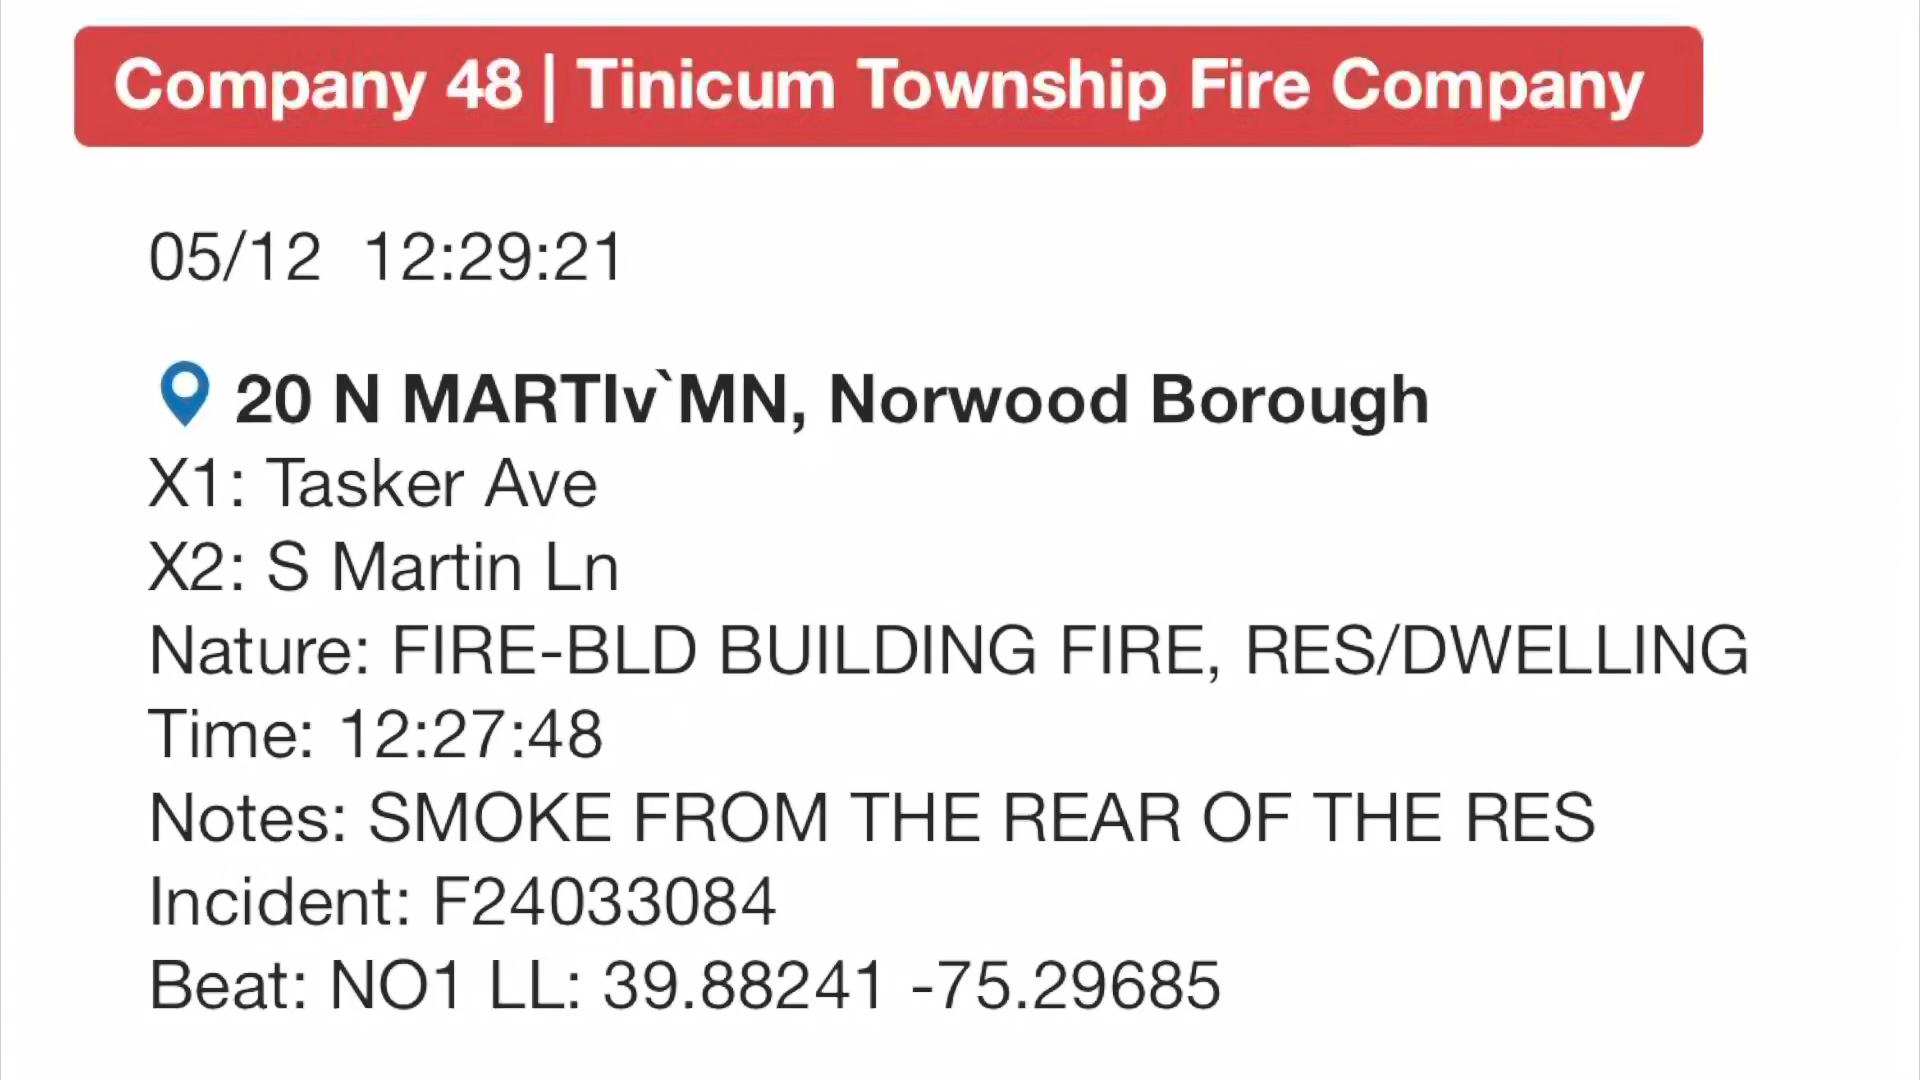 Company 48 | Tinicum Township Fire Company
05/12 12:29:21
20 N MARTIv`MN, Norwood Borough
X1: Tasker Ave
X2: S Martin Ln
Nature: FIRE-BLD BUILDING FIRE, RES/DWELLING
Time: 12:27:48
Notes: SMOKE FROM THE REAR OF THE RES
Incident: F24033084
Beat: NO1 LL: 39.88241 -75.29685